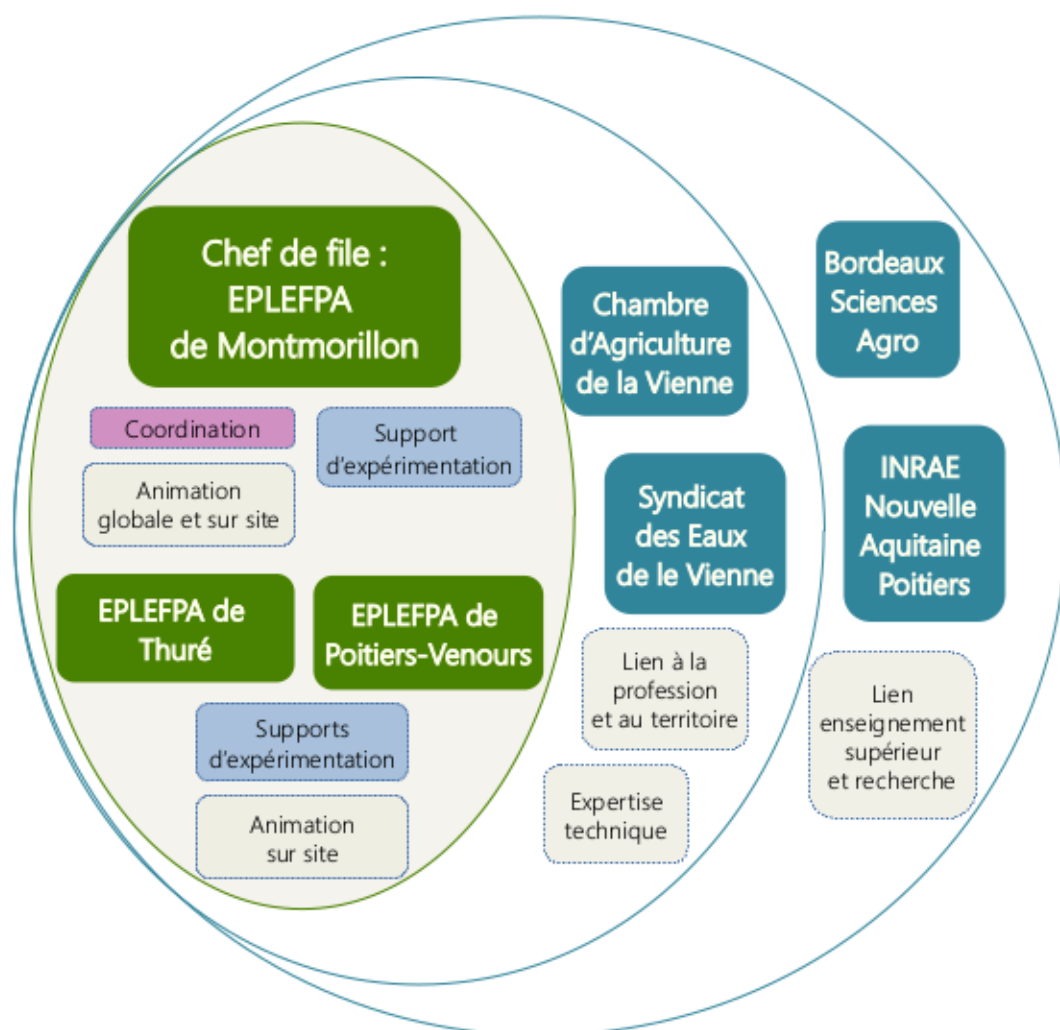 Chef de file :
EPLEFPA
de Montmorillon
Coordination
Animation
globale et sur site
Support
d'expérimentation
EPLEFPA de
Thuré
EPLEFPA de
Poitiers-Venours
Supports
d'expérimentation
Animation
sur site
Chambre
d'Agriculture
de la Vienne
Syndicat
des Eaux
de le Vienne
Lien à la
profession
et au territoire
Expertise
technique
Bordeaux
Sciences
Agro
INRAE
Nouvelle
Aquitaine
Poitiers
Lien
enseignement
supérieur
et recherche